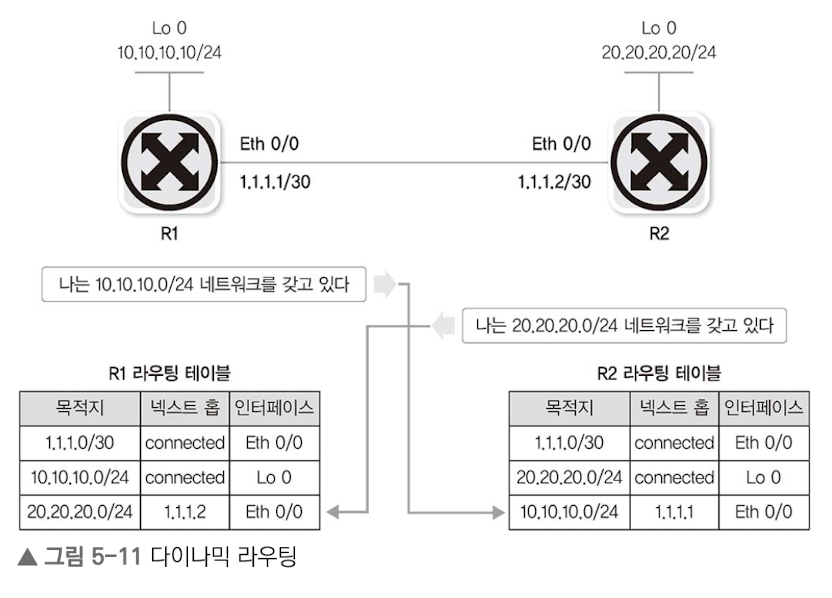 Lo 0
10.10.10.10/24
Lo 0
20.20.20.20/24
Eth 0/0
1.1.1.1/30
Eth 0/0
1.1.1.2/30
R1
R2
나는 10.10.10.0/24 네트워크를 갖고 있다
나는 20.20.20.0/24 네트워크를 갖고 있다
R1 라우팅 테이블
목적지 넥스트 홉 인터페이스
1.1.1.0/30 connected Eth 0/0
10.10.10.0/24 connected Lo 0
20.20.20.0/24 1.1.1.2 Eth 0/0
R2 라우팅 테이블
목적지 넥스트 홉 인터페이스
1.1.1.0/30 connected Eth 0/0
20.20.20.0/24 connected Lo 0
10.10.10.0/24 1.1.1.1 Eth 0/0
▲ 그림 5-11 다이나믹 라우팅